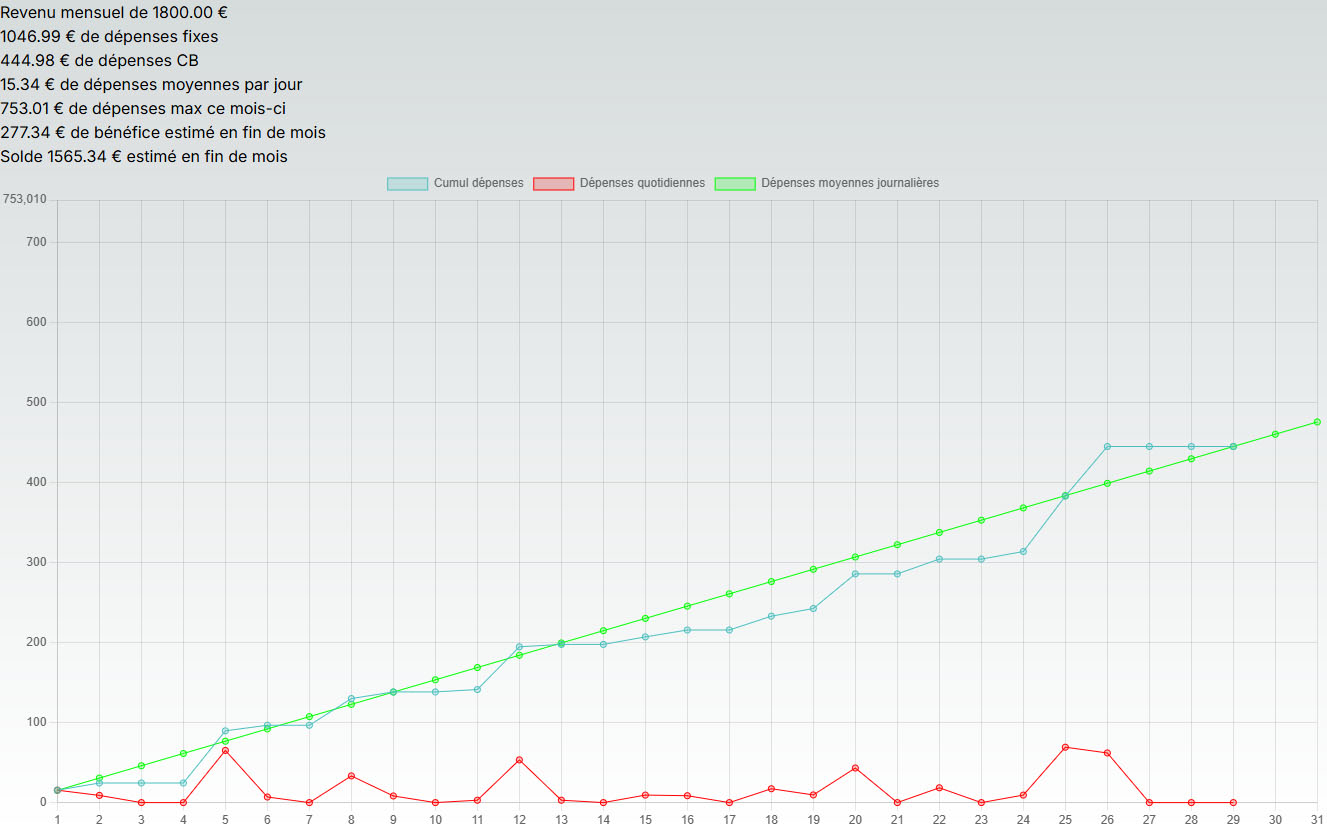 Revenu mensuel de 1800.00 €
1046.99 € de dépenses fixes
444.98 € de dépenses CB
15.34 € de dépenses moyennes par jour
753.01 € de dépenses max ce mois-ci
277.34 € de bénéfice estimé en fin de mois
Solde 1565.34 € estimé en fin de mois
Cumul dépenses Dépenses quotidiennes Dépenses moyennes journalières
753,010
700
600
500
400
300
200
100
0
1 2 3 4 5 6 7 8 9 10 11 12 13 14 15 16 17 18 19 20 21 22 23 24 25 26 27 28 29 30 31